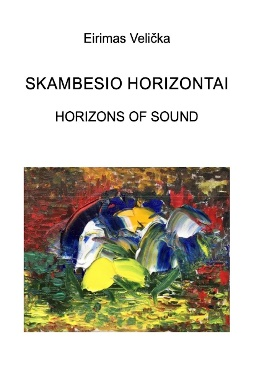 Eirimas Velička
SKAMBESIO HORIZONTAI
HORIZONS OF SOUND